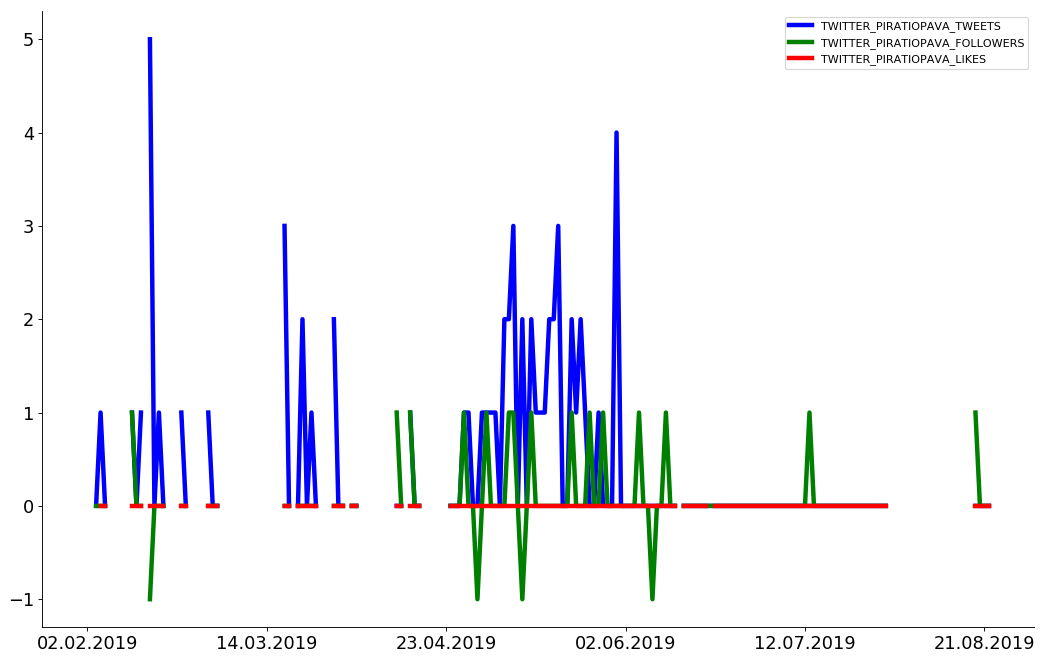 TWITTER_PIRATIOPAVA_TWEETS
TWITTER_PIRATIOPAVA_FOLLOWERS
TWITTER_PIRATIOPAVA_LIKES
5
4
3
2
1
0
−1
02.02.2019 14.03.2019 23.04.2019 02.06.2019 12.07.2019 21.08.2019